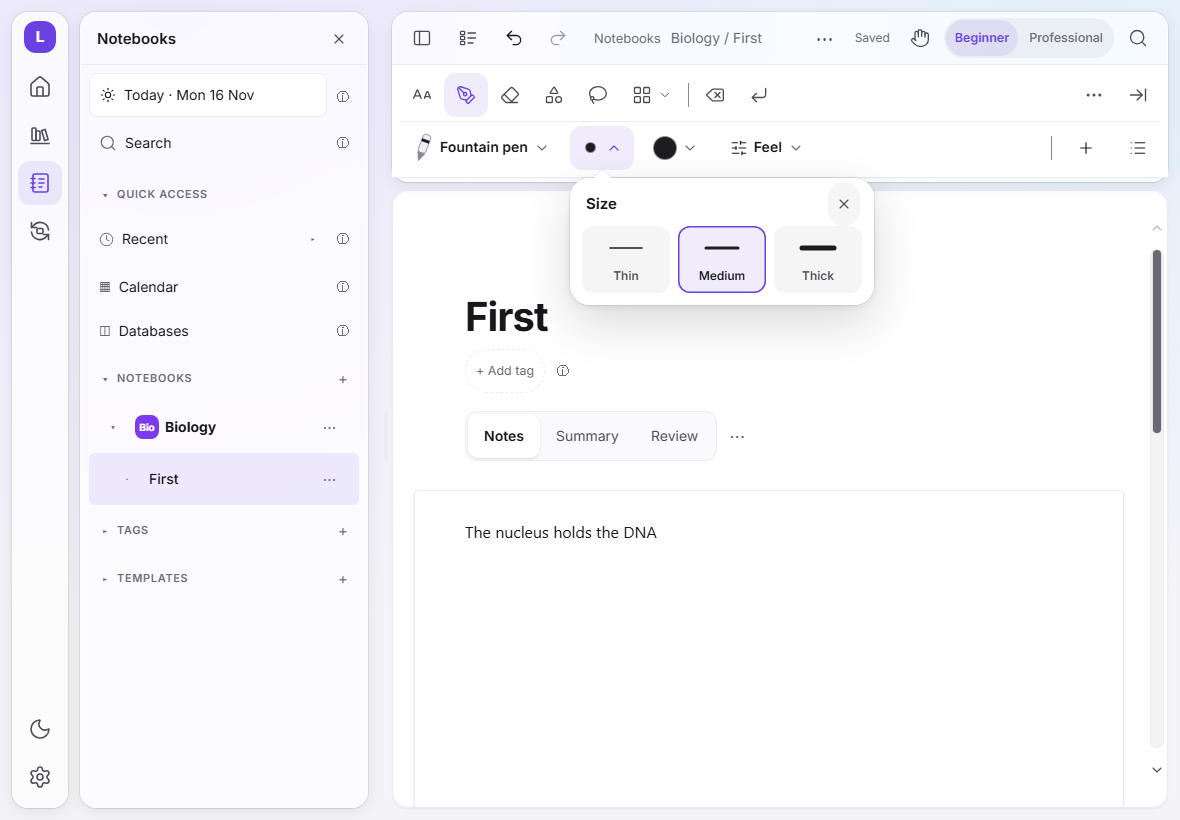 L
Notebooks
Today · Mon 16 Nov
Search
QUICK ACCESS
Recent
Calendar
Databases
NOTEBOOKS
Bio Biology
First
TAGS
TEMPLATES
Notebooks Biology / First
Saved
Beginner Professional
AA
Fountain pen
Feel
Size
Thin Medium Thick
First
+ Add tag
Notes Summary Review
The nucleus holds the DNA